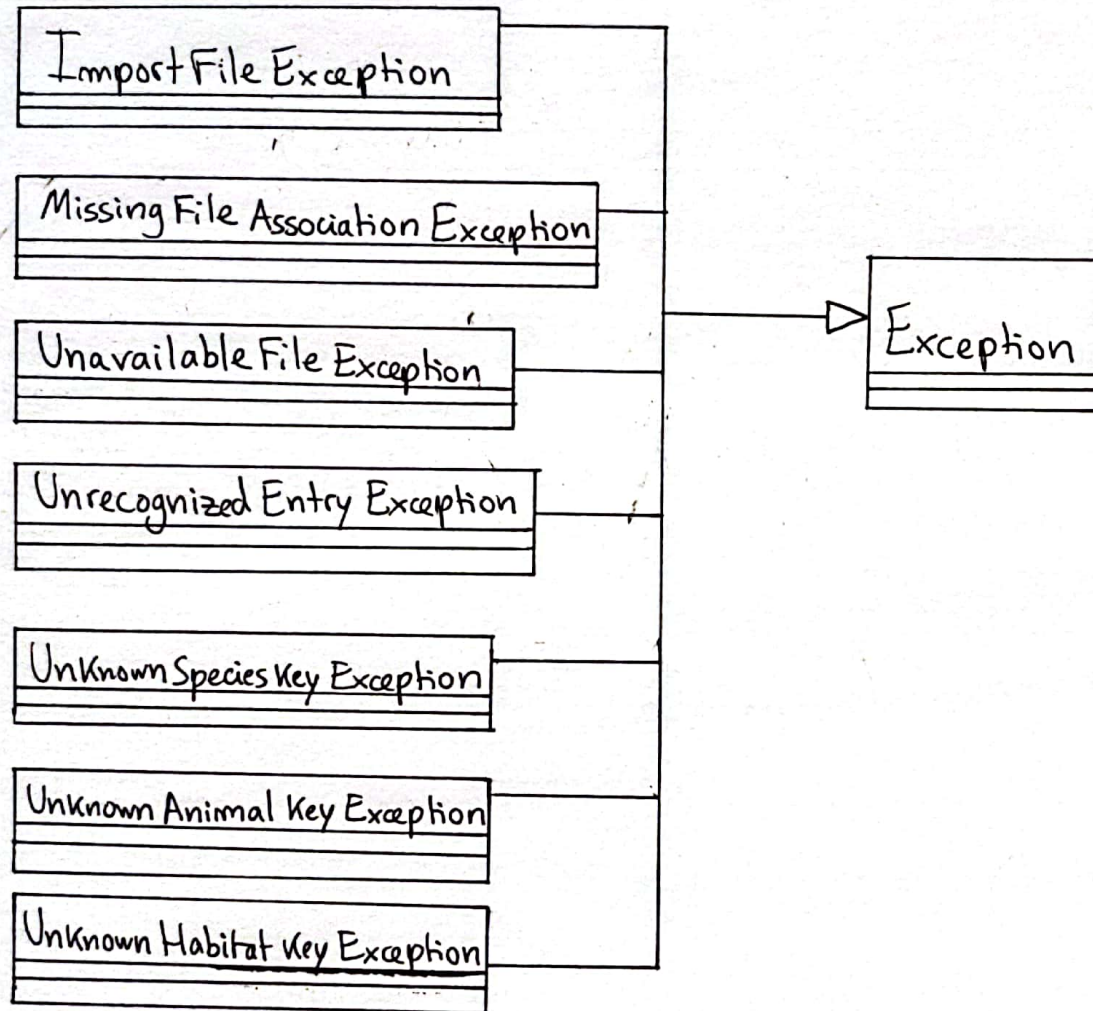 Import File Exception
Missing File Association Exception
Unavailable File Exception
Exception
Unrecognized Entry Exception
Unknown Species Key Exception
Unknown Animal Key Exception
Unknown Habitat Key Exception